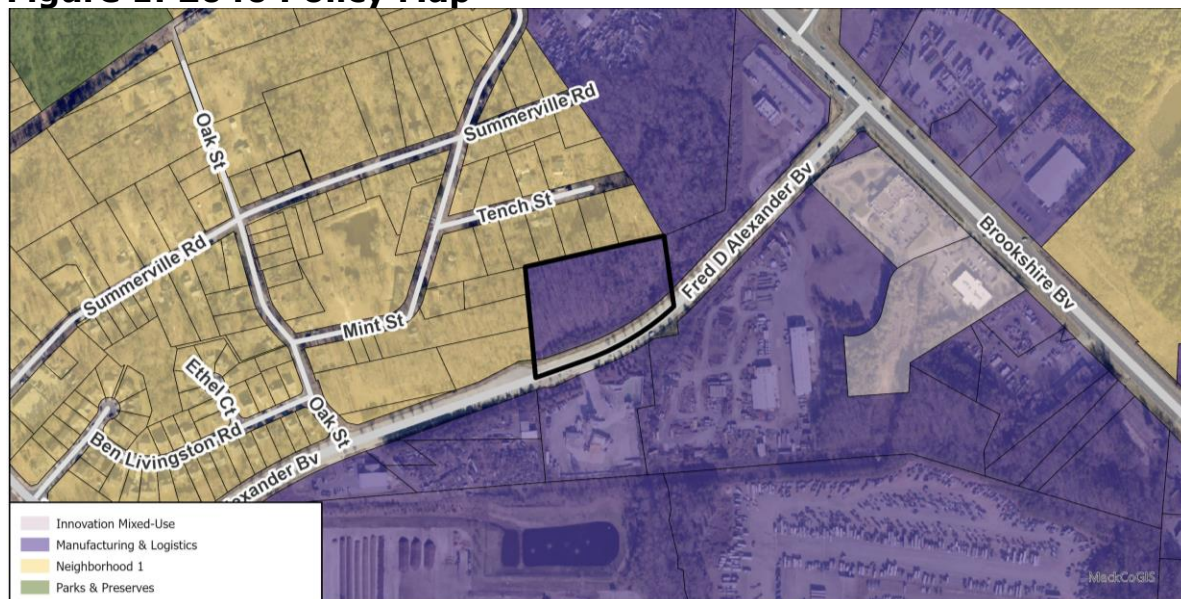 Oak St
Summerville Rd
Tench St
Fred D Alexander Bv
Brookshire Bv
Summerville Rd
Mint St
Ethel Ct
Oak St
Ben Livingston Rd
Alexander Bv
Innovation Mixed-Use
Manufacturing & Logistics
Neighborhood 1
Parks & Preserves
MeckCoGIS